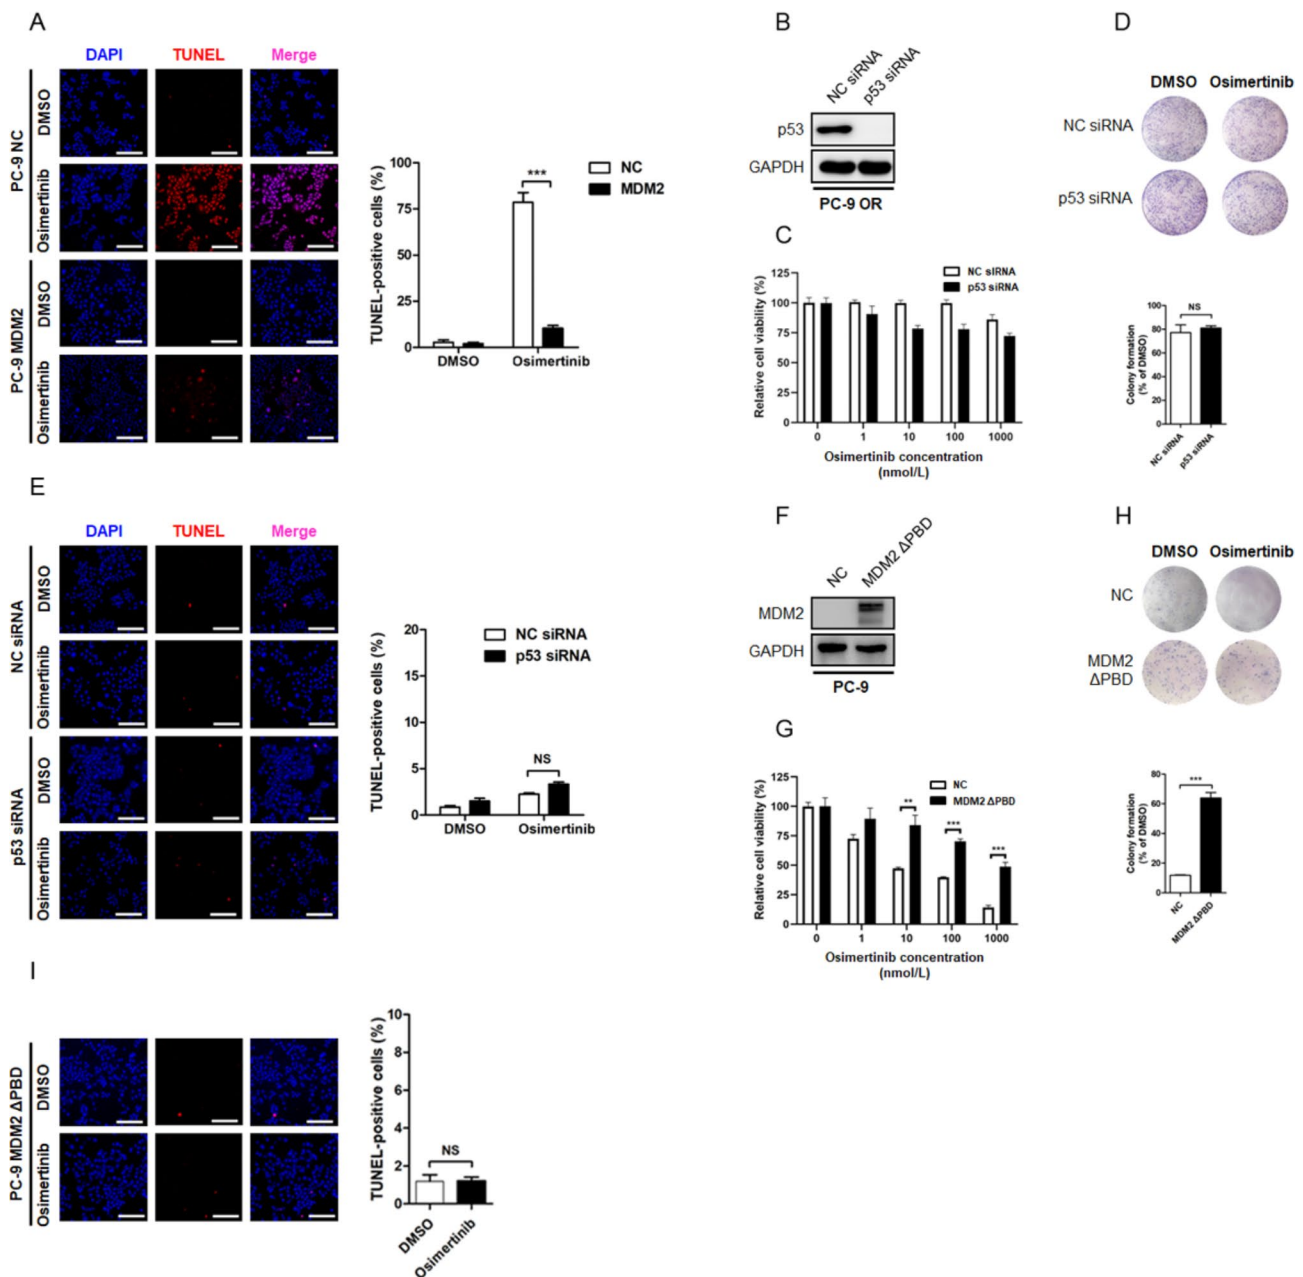 A
DAPI TUNEL Merge
PC-9 NC
DMSO
Osimertinib
PC-9 MDM2
DMSO
Osimertinib
TUNEL-positive cells (%)
100
75
50
25
0
DMSO Osimertinib
***
NC
MDM2
B
NC siRNA p53 siRNA
p53
GAPDH
PC-9 OR
C
Relative cell viability (%)
125
100
75
50
25
0
NC siRNA
p53 siRNA
0 1 10 100 1000
Osimertinib concentration
(nmol/L)
D
DMSO Osimertinib
NC siRNA
p53 siRNA
Colony formation
(% of DMSO)
100
80
60
40
20
0
NS
NC siRNA p53 siRNA
E
DAPI TUNEL Merge
NC siRNA
DMSO
Osimertinib
p53 siRNA
DMSO
Osimertinib
TUNEL-positive cells (%)
20
15
10
5
0
NC siRNA
p53 siRNA
NS
DMSO Osimertinib
F
NC MDM2 ΔPBD
MDM2
GAPDH
PC-9
G
Relative cell viability (%)
125
100
75
50
25
0
NC
MDM2 ΔPBD
** *** ***
0 1 10 100 1000
Osimertinib concentration
(nmol/L)
H
DMSO Osimertinib
NC
MDM2
ΔPBD
Colony formation
(% of DMSO)
80
60
40
20
0
***
NC MDM2 ΔPBD
I
PC-9 MDM2 ΔPBD
DMSO
Osimertinib
TUNEL-positive cells (%)
10
8
6
4
2
0
NS
DMSO Osimertinib